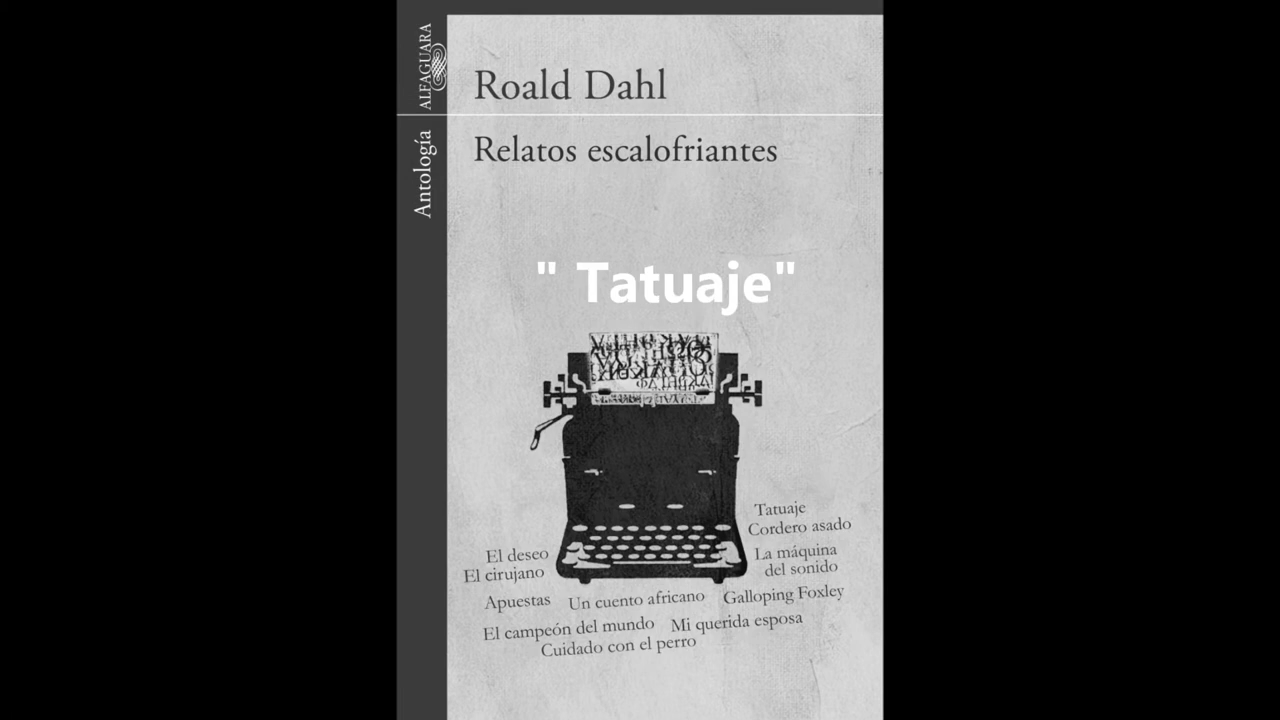 ALFAGUARA
Antología
Roald Dahl
Relatos escalofriantes
" Tatuaje"
Tatuaje
Cordero asado
La máquina
del sonido
Galloping Foxley
Mi querida esposa
El deseo
El cirujano
Apuestas
Un cuento africano
El campeón del mundo
Cuidado con el perro